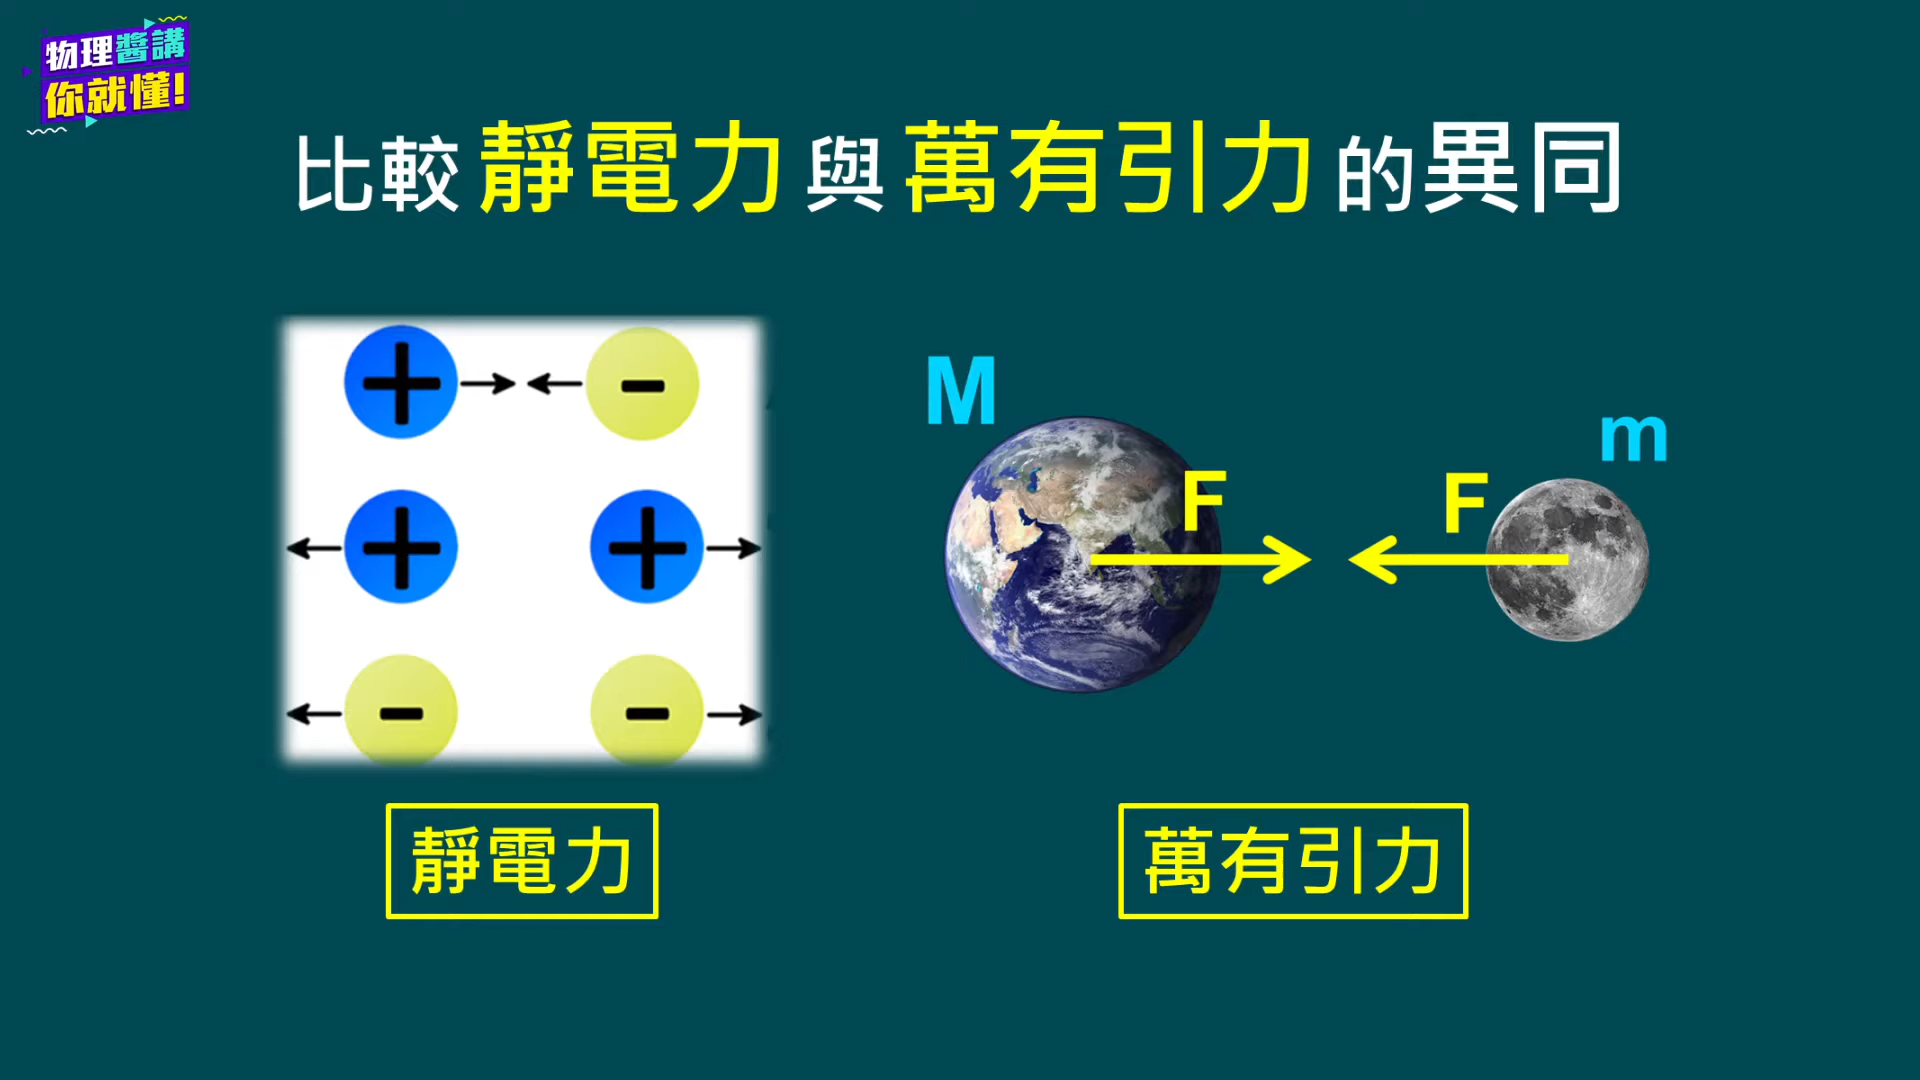 物理醬講
你就懂!
比較靜電力與萬有引力的異同
+ -
+ +
- -
M
m
F F
靜電力
萬有引力